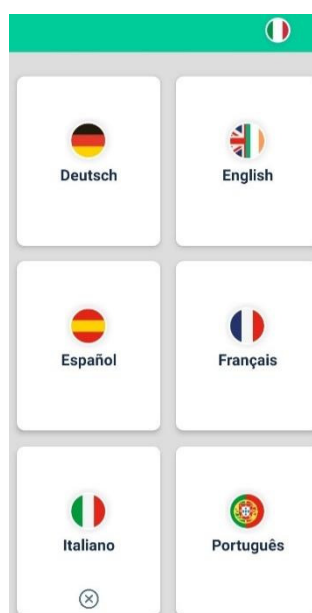 Deutsch
English
Español
Français
Italiano
Português